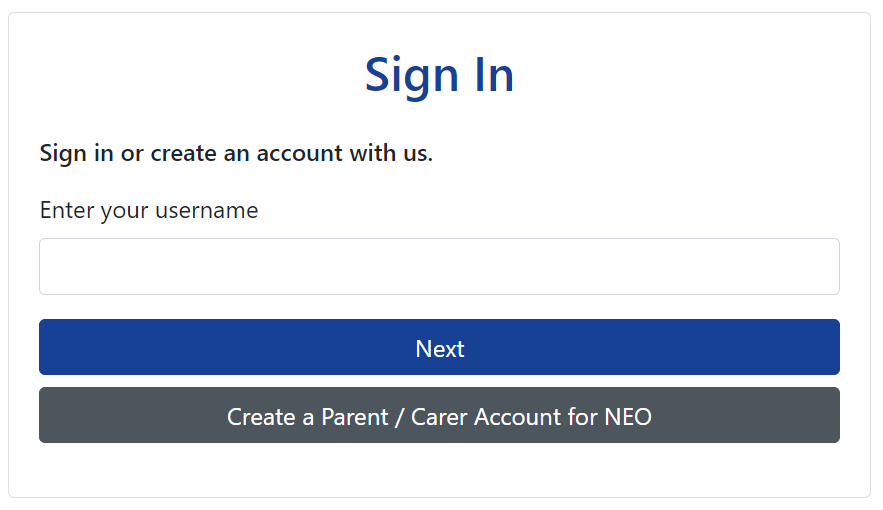 Sign In
Sign in or create an account with us.
Enter your username
Next
Create a Parent / Carer Account for NEO